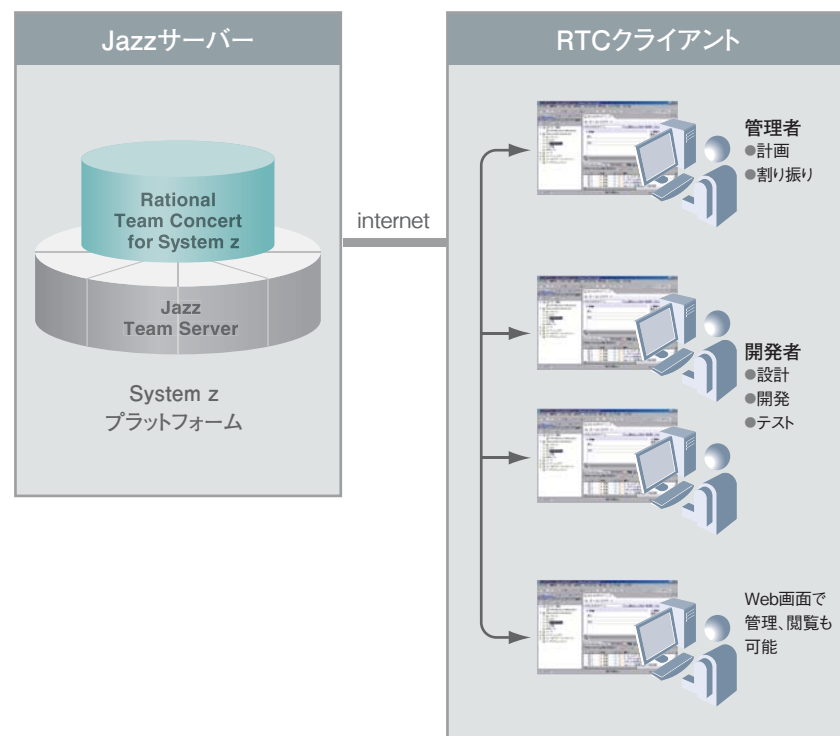 Jazzサーバー
Rational
Team Concert
for System z
Jazz
Team Server
System z
プラットフォーム
internet
RTCクライアント
管理者
●計画
●割り振り
開発者
●設計
●開発
●テスト
Web画面で
管理、閲覧も
可能